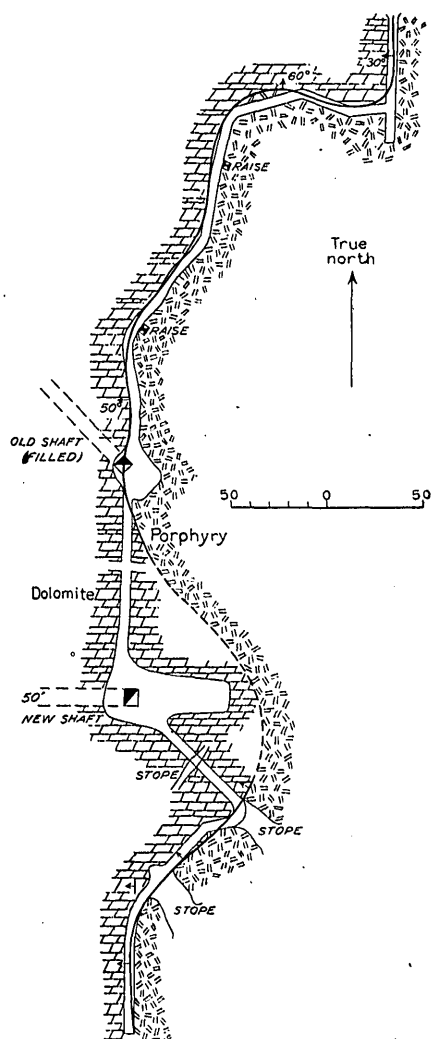 30°
60°
RAISE
True
north
RAISE
50°
OLD SHAFT
(FILLED)
50 0 50
Porphyry
Dolomite
50°
NEW SHAFT
STOPE
STOPE
STOPE